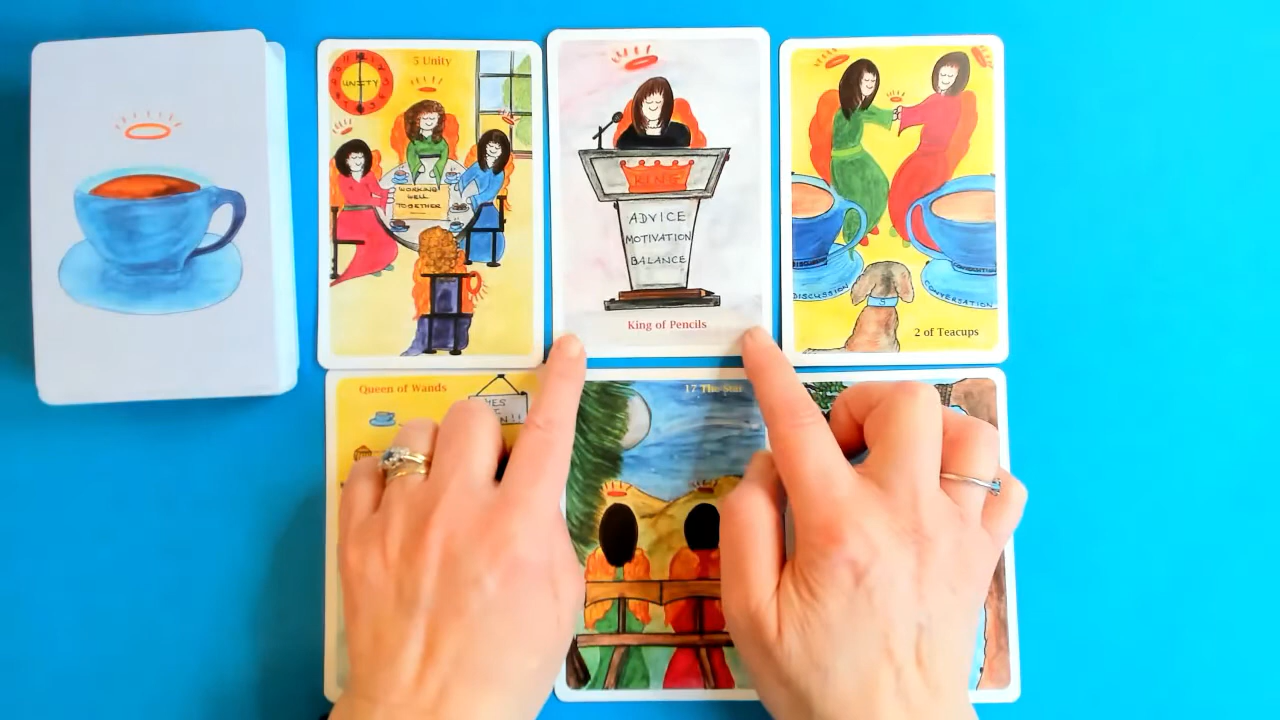 5 Unity
UNITY
WORKING
WELL
TOGETHER
KING
ADVICE
MOTIVATION
BALANCE
King of Pencils
DISCUSSION
CONVERSATION
S
2 of Teacups
Queen of Wands
YES
17 The Star